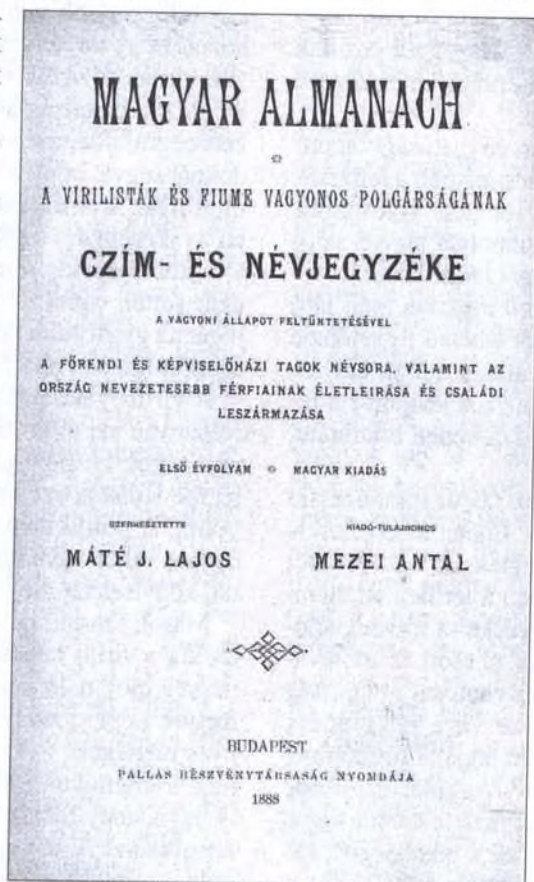 MAGYAR ALMANACH
A VIRILISTÁK ÉS FIUME VAGYONOS POLGÁRSÁGÁNAK
CZÍM- ÉS NÉVJEGYZÉKE
A VAGYONI ÁLLAPOT FELTÜNTETÉSÉVEL
A FŐRENDI ÉS KÉPVISELŐHÁZI TAGOK NÉVSORA, VALAMINT AZ
ORSZÁG NEVEZETESEBB FÉRFIAINAK ÉLETLEIRÁSA ÉS CSALÁDI
LESZÁRMAZÁSA
ELSŐ ÉVFOLYAM MAGYAR KIADÁS
SZERKESZTETTE
MÁTÉ J. LAJOS
KIADÓ-TULAJDONOS
MEZEI ANTAL
BUDAPEST
PALLAS RÉSZVÉNYTÁRSASÁG NYOMDÁJA
1888